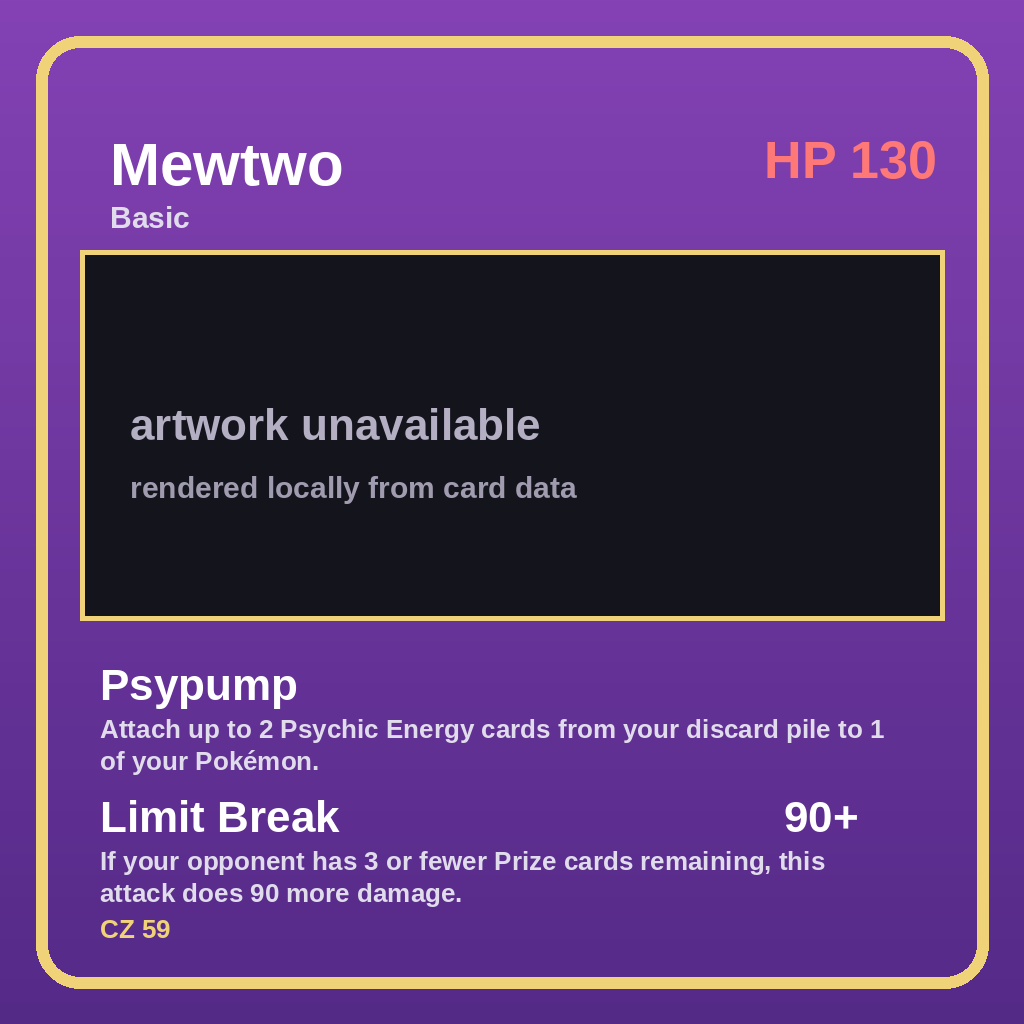 Mewtwo
HP 130
Basic
artwork unavailable
rendered locally from card data
Psypump
Attach up to 2 Psychic Energy cards from your discard pile to 1
of your Pokémon.
Limit Break 90+
If your opponent has 3 or fewer Prize cards remaining, this
attack does 90 more damage.
CZ 59